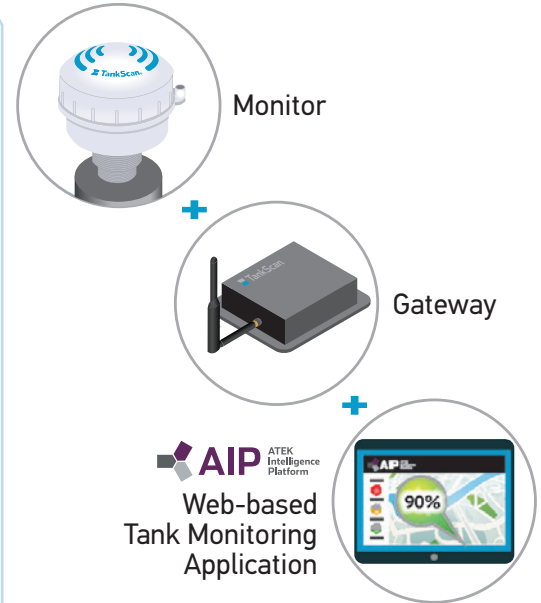 TankScan.
Monitor
+
TankScan
Gateway
+
AIP ATEK
Intelligence
Platform
Web-based
Tank Monitoring
Application
AIP
90%